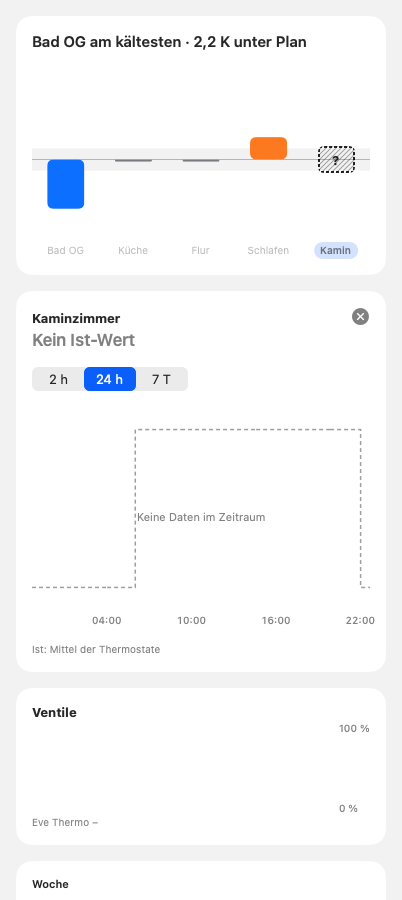 Bad OG am kältesten · 2,2 K unter Plan
?
Bad OG Küche Flur Schlafen Kamin
Kaminzimmer
Kein Ist-Wert
2 h 24 h 7 T
Keine Daten im Zeitraum
04:00 10:00 16:00 22:00
Ist: Mittel der Thermostate
Ventile
100 %
0 %
Eve Thermo –
Woche